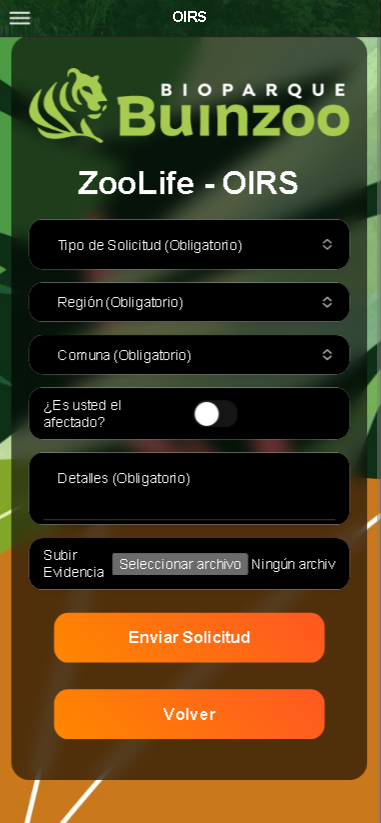 OIRS
BIOPARQUE
Buinzoo
ZooLife - OIRS
Tipo de Solicitud (Obligatorio)
Región (Obligatorio)
Comuna (Obligatorio)
¿Es usted el
afectado?
Detalles (Obligatorio)
Subir
Evidencia
Seleccionar archivo Ningún archiv
Enviar Solicitud
Volver